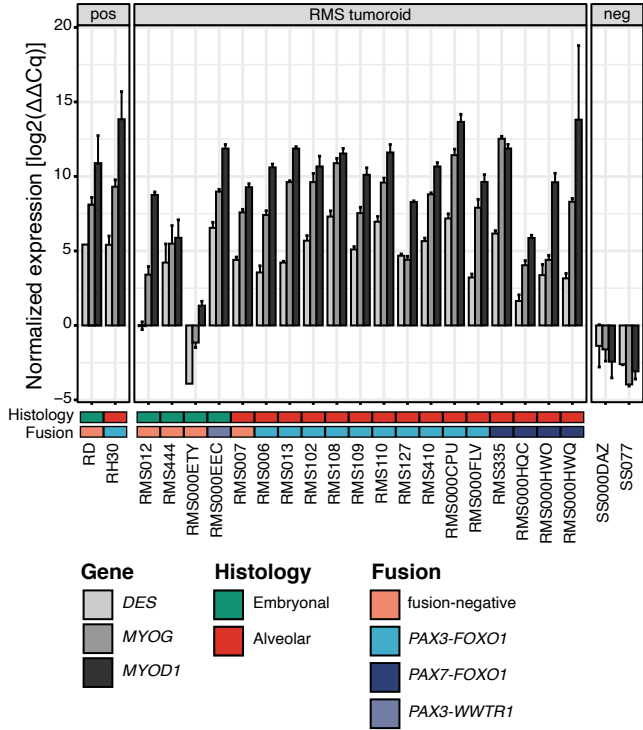 pos RMS tumoroid neg
Normalized expression [log2(ΔΔCq)]
20
15
10
5
0
−5
Histology
Fusion
RD
RH30
RMS012
RMS444
RMS000ETY
RMS000EEC
RMS007
RMS006
RMS013
RMS102
RMS108
RMS109
RMS110
RMS127
RMS410
RMS000CPU
RMS000FLV
RMS335
RMS000HQC
RMS000HWO
RMS000HWQ
SS000DAZ
SS077
Gene
DES
MYOG
MYOD1
Histology
Embryonal
Alveolar
Fusion
fusion-negative
PAX3-FOXO1
PAX7-FOXO1
PAX3-WWTR1